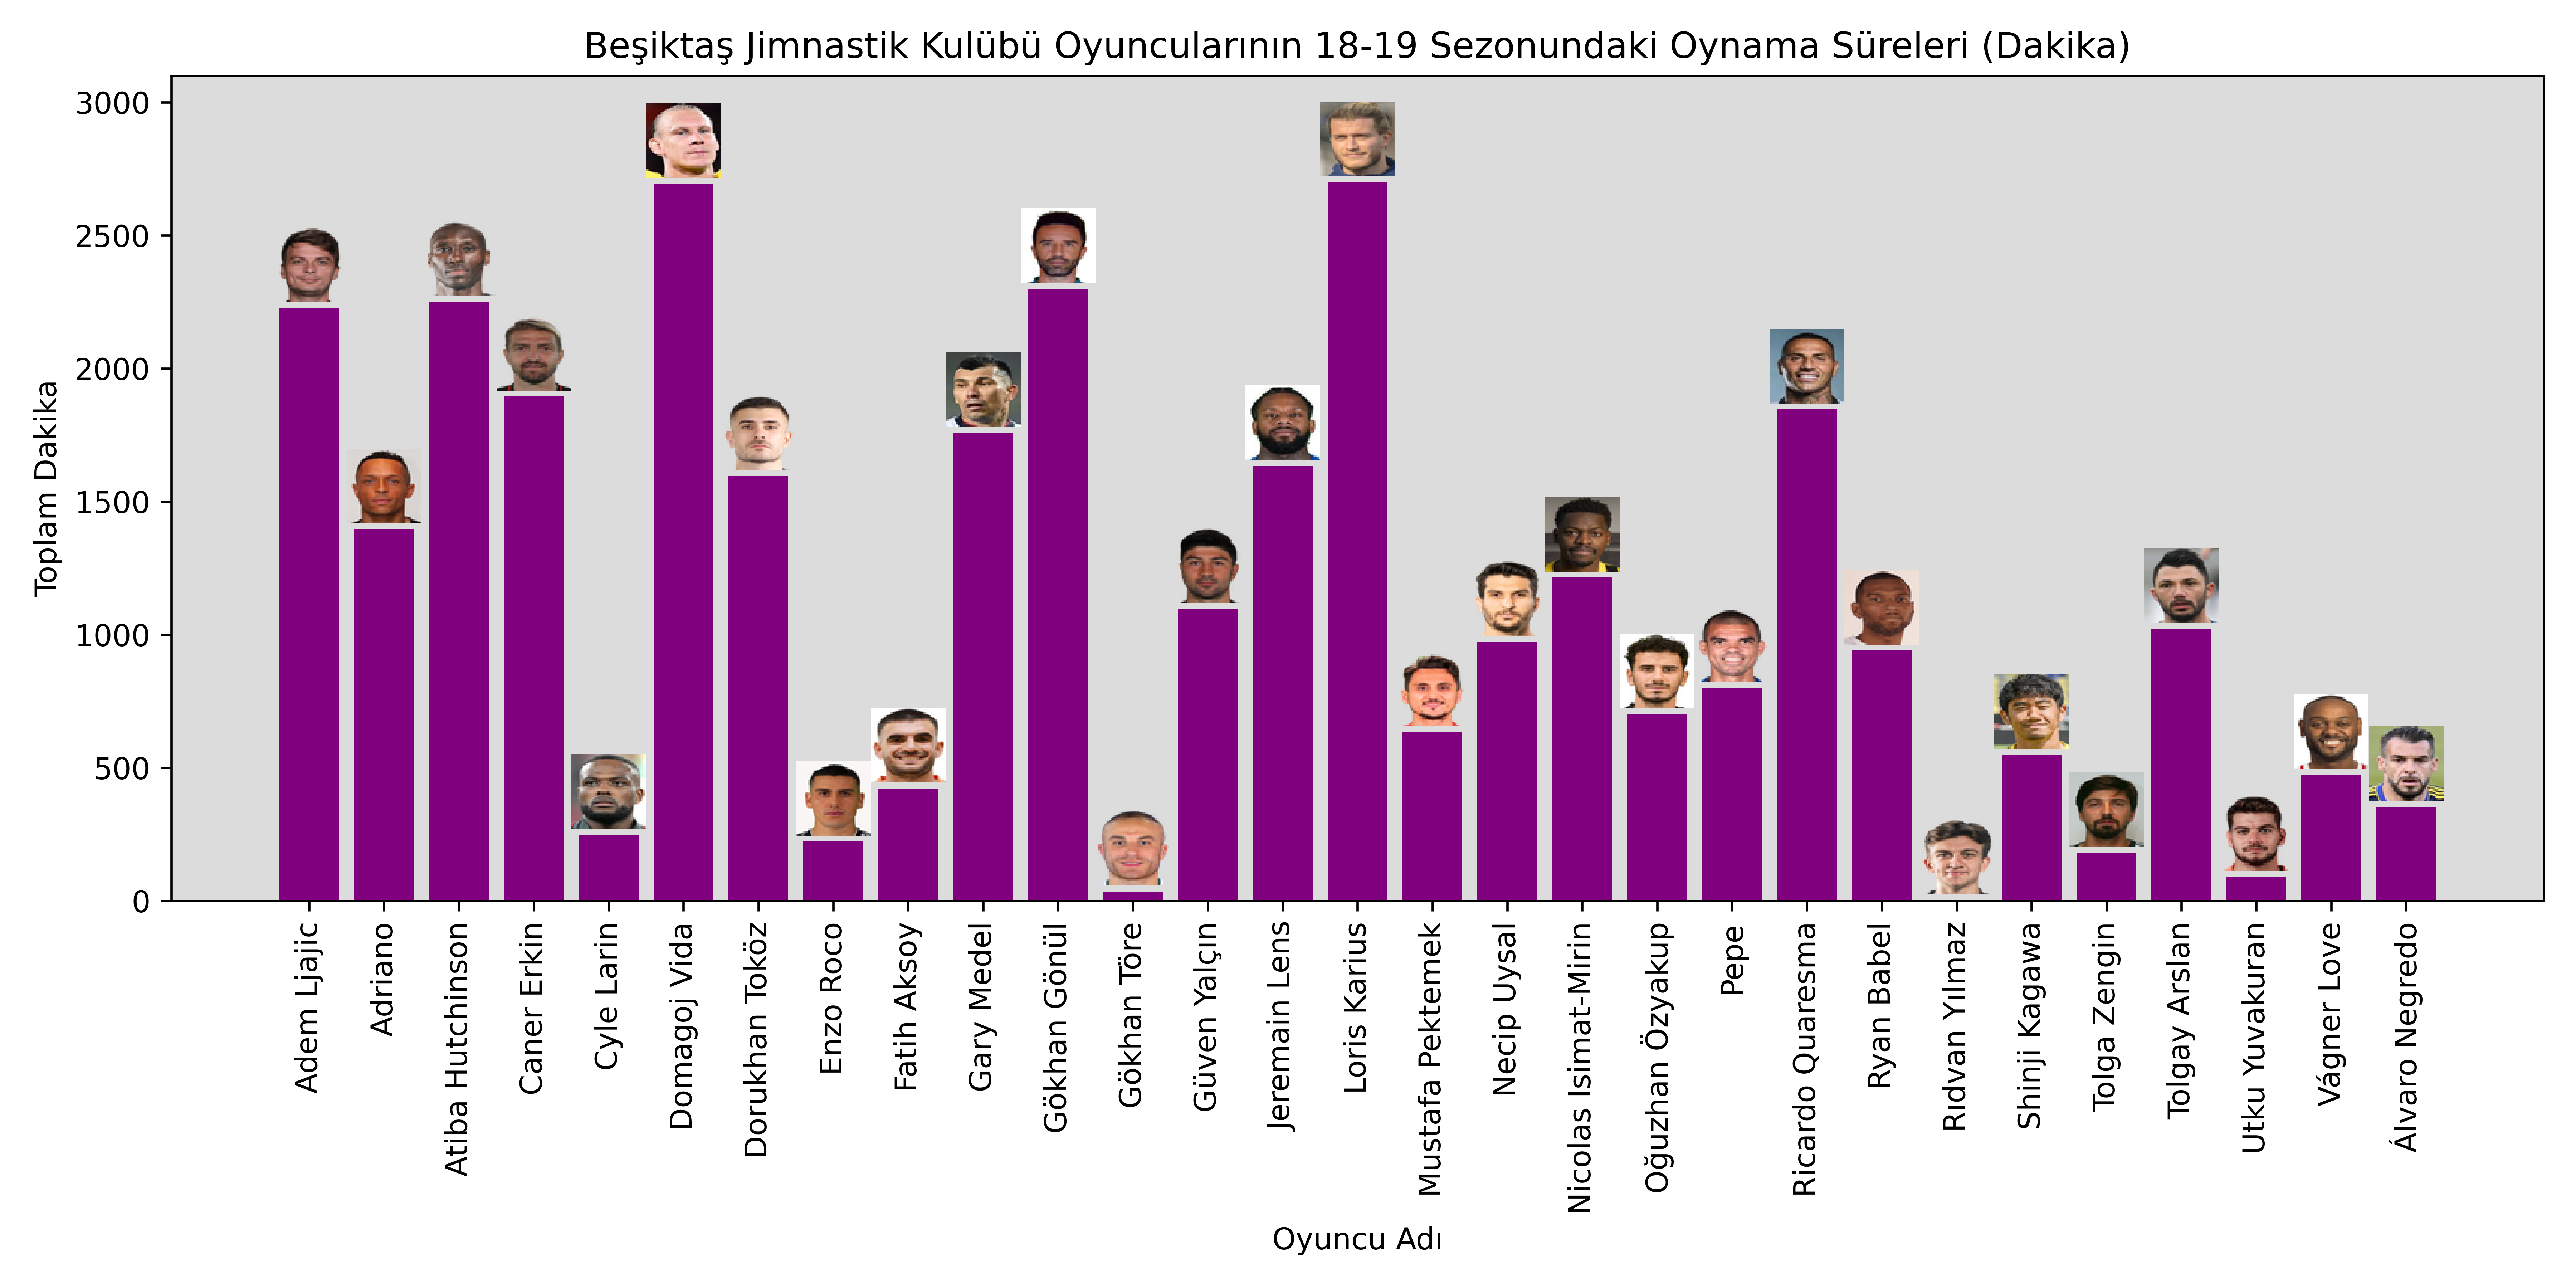 Beşiktaş Jimnastik Kulübü Oyuncularının 18-19 Sezonundaki Oynama Süreleri (Dakika)
Toplam Dakika
3000
2500
2000
1500
1000
500
0
Adem Ljajic
Adriano
Atiba Hutchinson
Caner Erkin
Cyle Larin
Domagoj Vida
Dorukhan Toköz
Enzo Roco
Fatih Aksoy
Gary Medel
Gökhan Gönül
Gökhan Töre
Güven Yalçın
Jeremain Lens
Loris Karius
Mustafa Pektemek
Necip Uysal
Nicolas Isimat-Mirin
Oğuzhan Özyakup
Pepe
Ricardo Quaresma
Ryan Babel
Rıdvan Yılmaz
Shinji Kagawa
Tolga Zengin
Tolgay Arslan
Utku Yuvakuran
Vágner Love
Álvaro Negredo
Oyuncu Adı